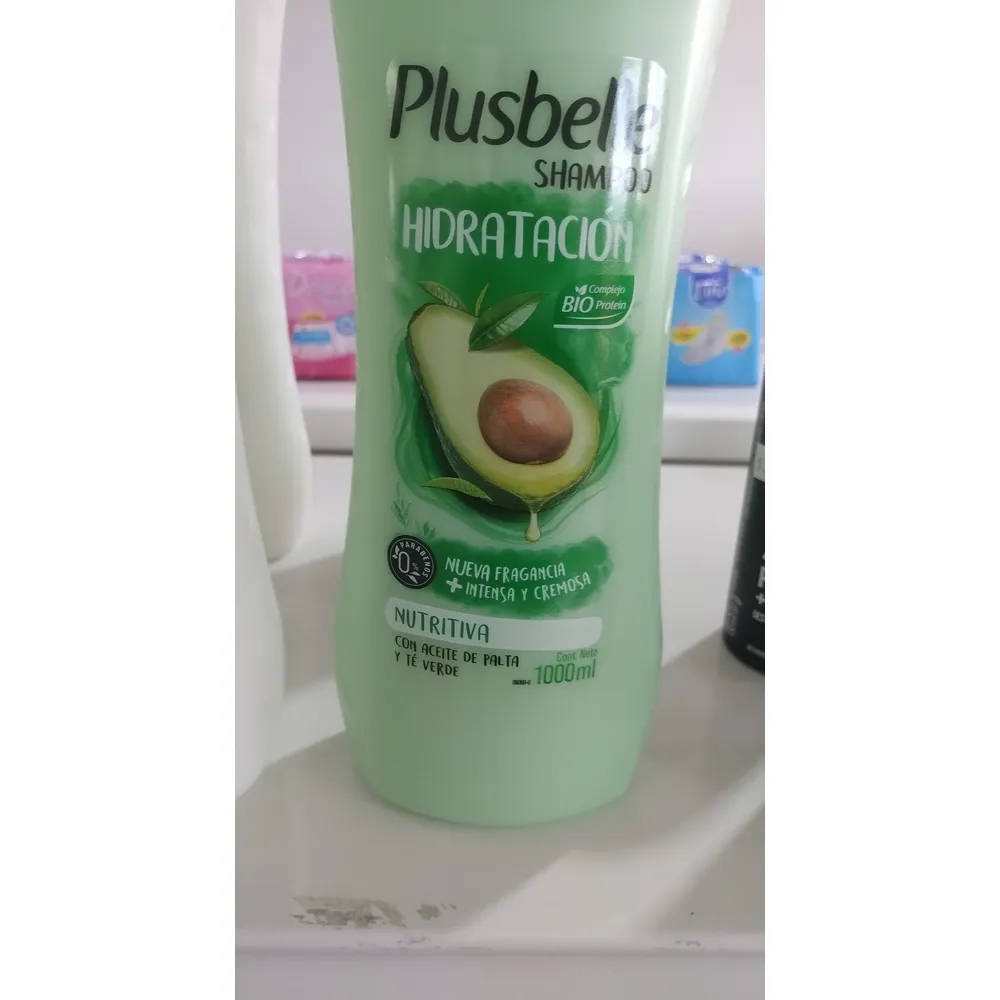 Plusbelle
SHAMPOO
HIDRATACIÓN
Complejo
BIO Protein
0%
PARABENOS
NUEVA FRAGANCIA
+ INTENSA Y CREMOSA
NUTRITIVA
CON ACEITE DE PALTA
Y TÉ VERDE
Cont. Neto
1000ml